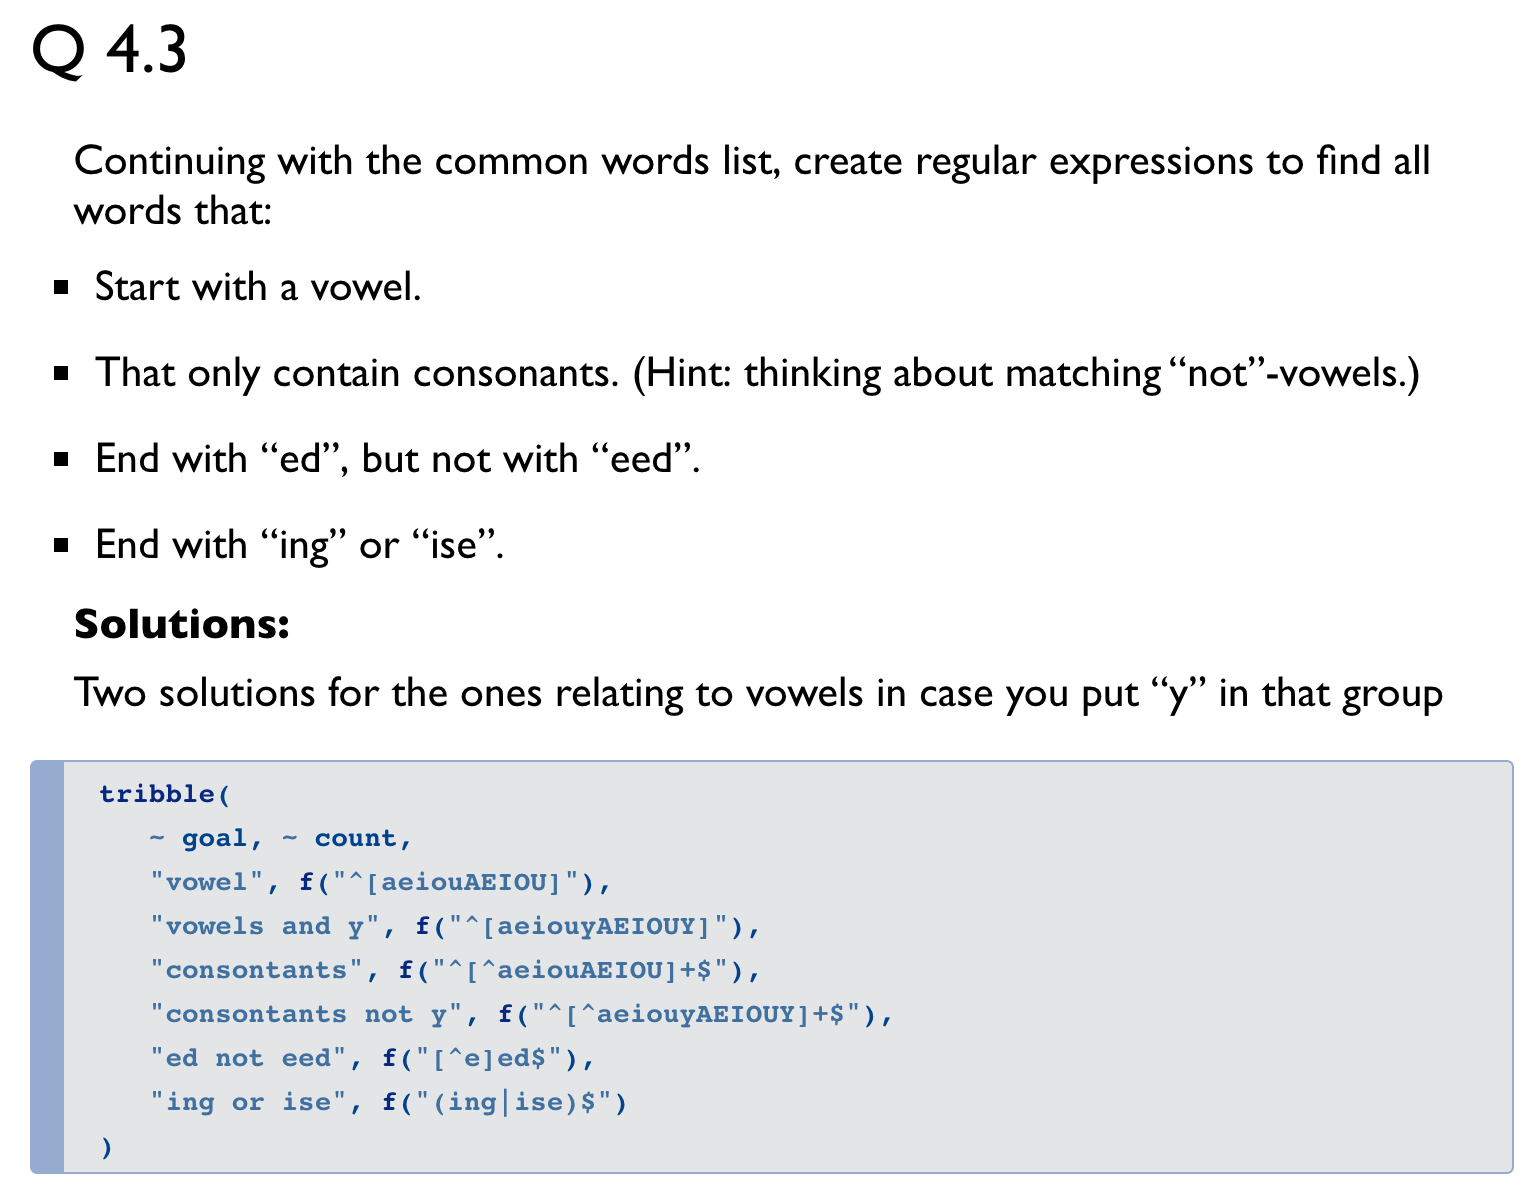 Q 4.3
Continuing with the common words list, create regular expressions to find all
words that:
▪ Start with a vowel.
▪ That only contain consonants. (Hint: thinking about matching “not”-vowels.)
▪ End with “ed”, but not with “eed”.
▪ End with “ing” or “ise”.
Solutions:
Two solutions for the ones relating to vowels in case you put “y” in that group
tribble(
   ~ goal, ~ count,
   "vowel", f("^[aeiouAEIOU]"),
   "vowels and y", f("^[aeiouyAEIOUY]"),
   "consontants", f("^[^aeiouAEIOU]+$"),
   "consontants not y", f("^[^aeiouyAEIOUY]+$"),
   "ed not eed", f("[^e]ed$"),
   "ing or ise", f("(ing|ise)$")
)